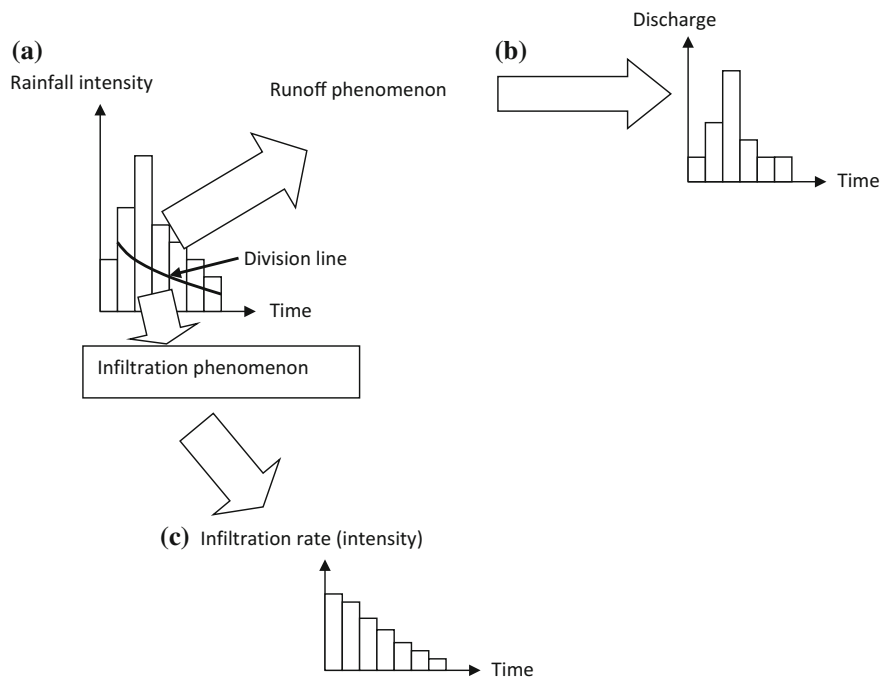 (a)
Rainfall intensity
Runoff phenomenon
(b)
Discharge
Time
Division line
Time
Infiltration phenomenon
(c) Infiltration rate (intensity)
Time